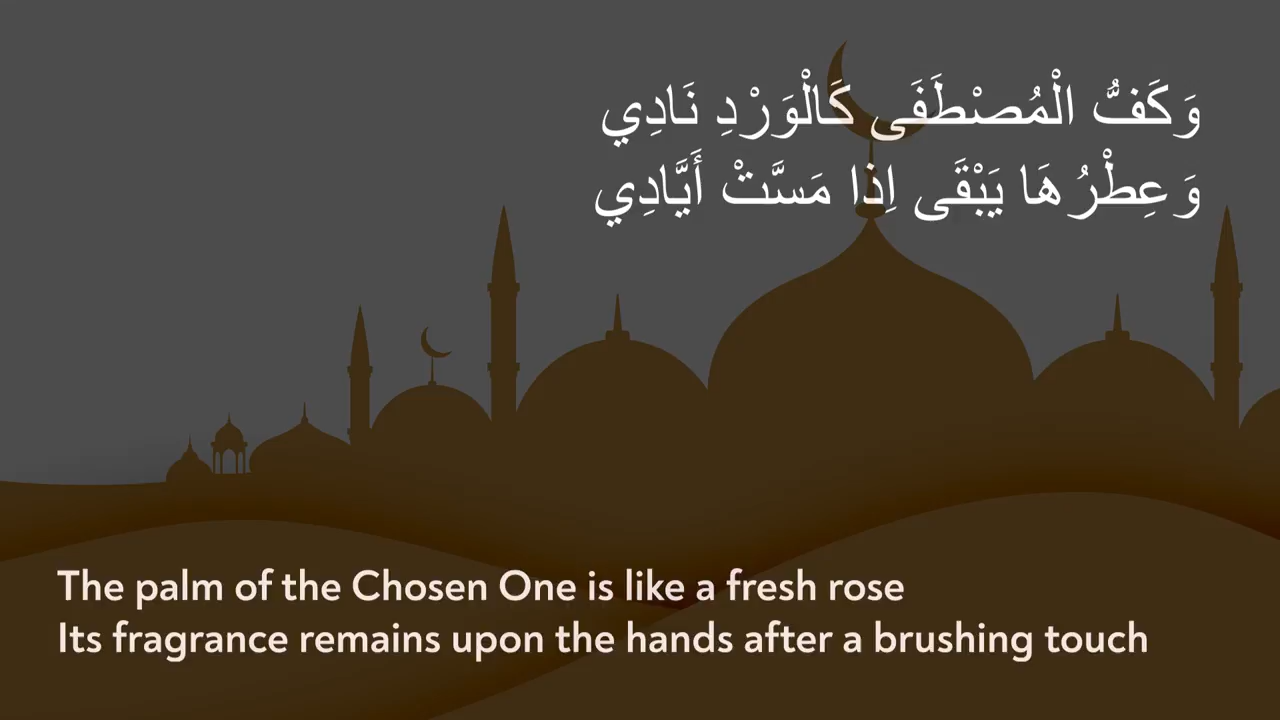 وَكَفُّ الْمُصْطَفَى كَالْوَرْدِ نَادِي
وَعِطْرُهَا يَبْقَى اِذَا مَسَّتْ أَيَّادِي
The palm of the Chosen One is like a fresh rose
Its fragrance remains upon the hands after a brushing touch